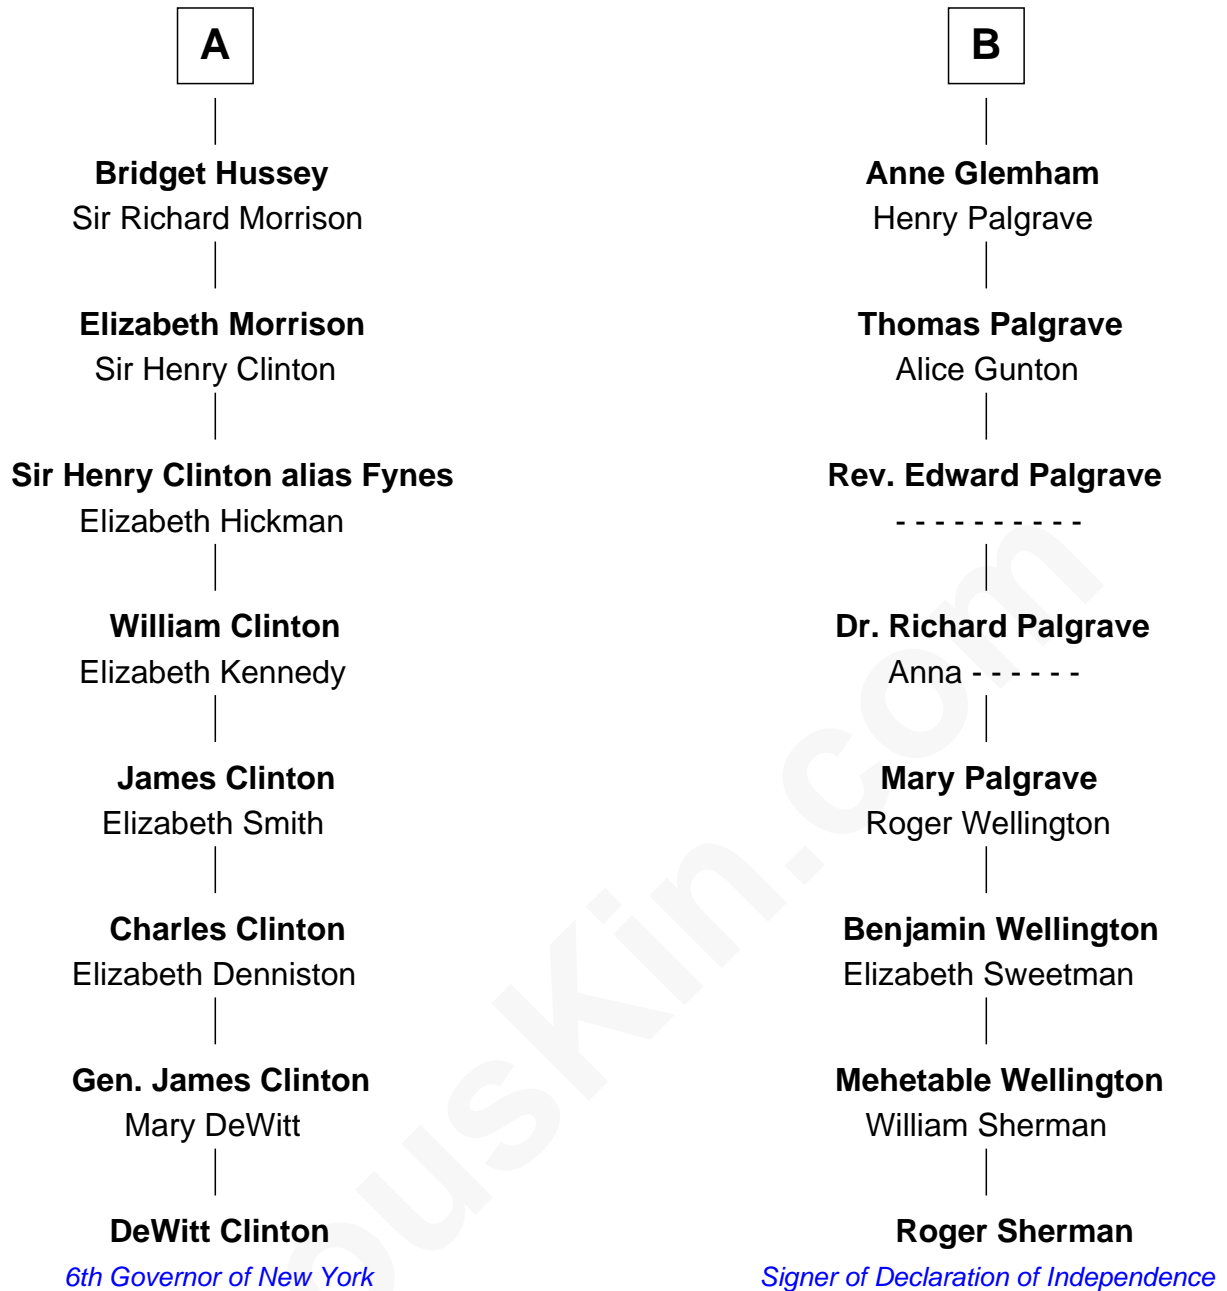 A
Bridget Hussey
Sir Richard Morrison
Elizabeth Morrison
Sir Henry Clinton
Sir Henry Clinton alias Fynes
Elizabeth Hickman
William Clinton
Elizabeth Kennedy
James Clinton
Elizabeth Smith
Charles Clinton
Elizabeth Denniston
Gen. James Clinton
Mary DeWitt
DeWitt Clinton
6th Governor of New York
B
Anne Glemham
Henry Palgrave
Thomas Palgrave
Alice Gunton
Rev. Edward Palgrave
- - - - - - - - - -
Dr. Richard Palgrave
Anna - - - - - -
Mary Palgrave
Roger Wellington
Benjamin Wellington
Elizabeth Sweetman
Mehetable Wellington
William Sherman
Roger Sherman
Signer of Declaration of Independence
ousKin.com